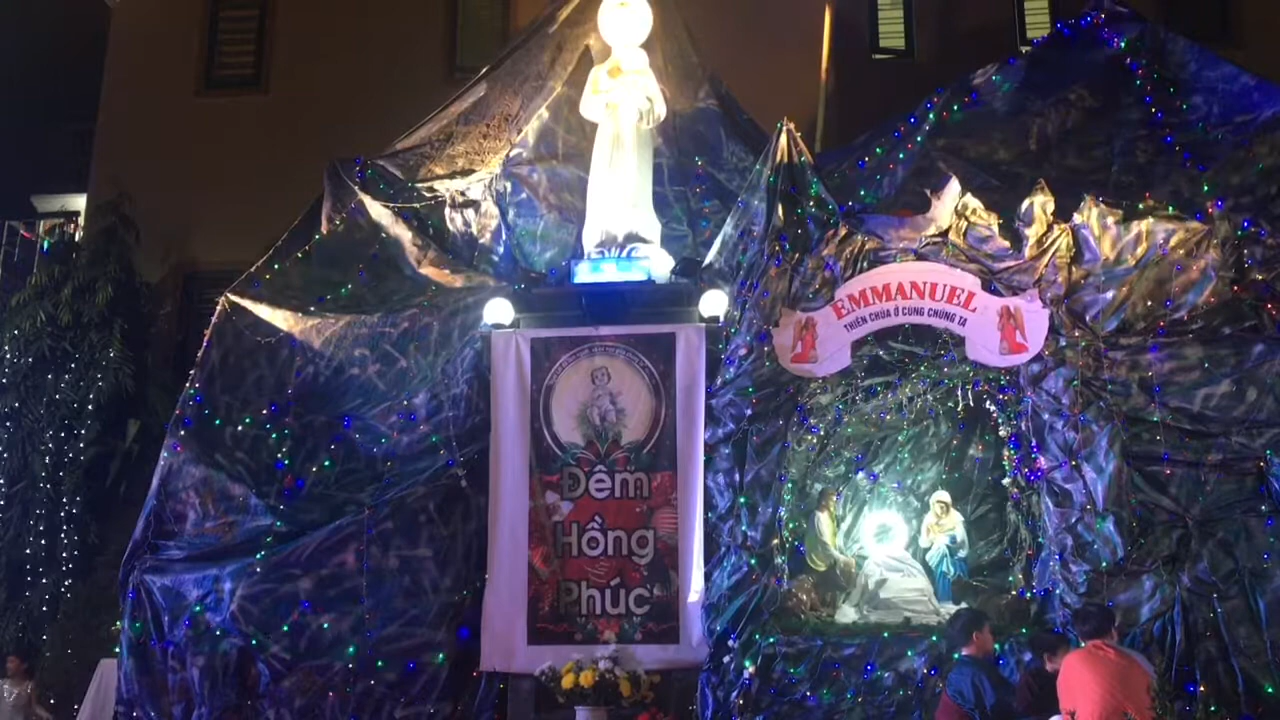 EMMANUEL
THIÊN CHÚA Ở CÙNG CHÚNG TA
Đêm
Hồng
Phúc